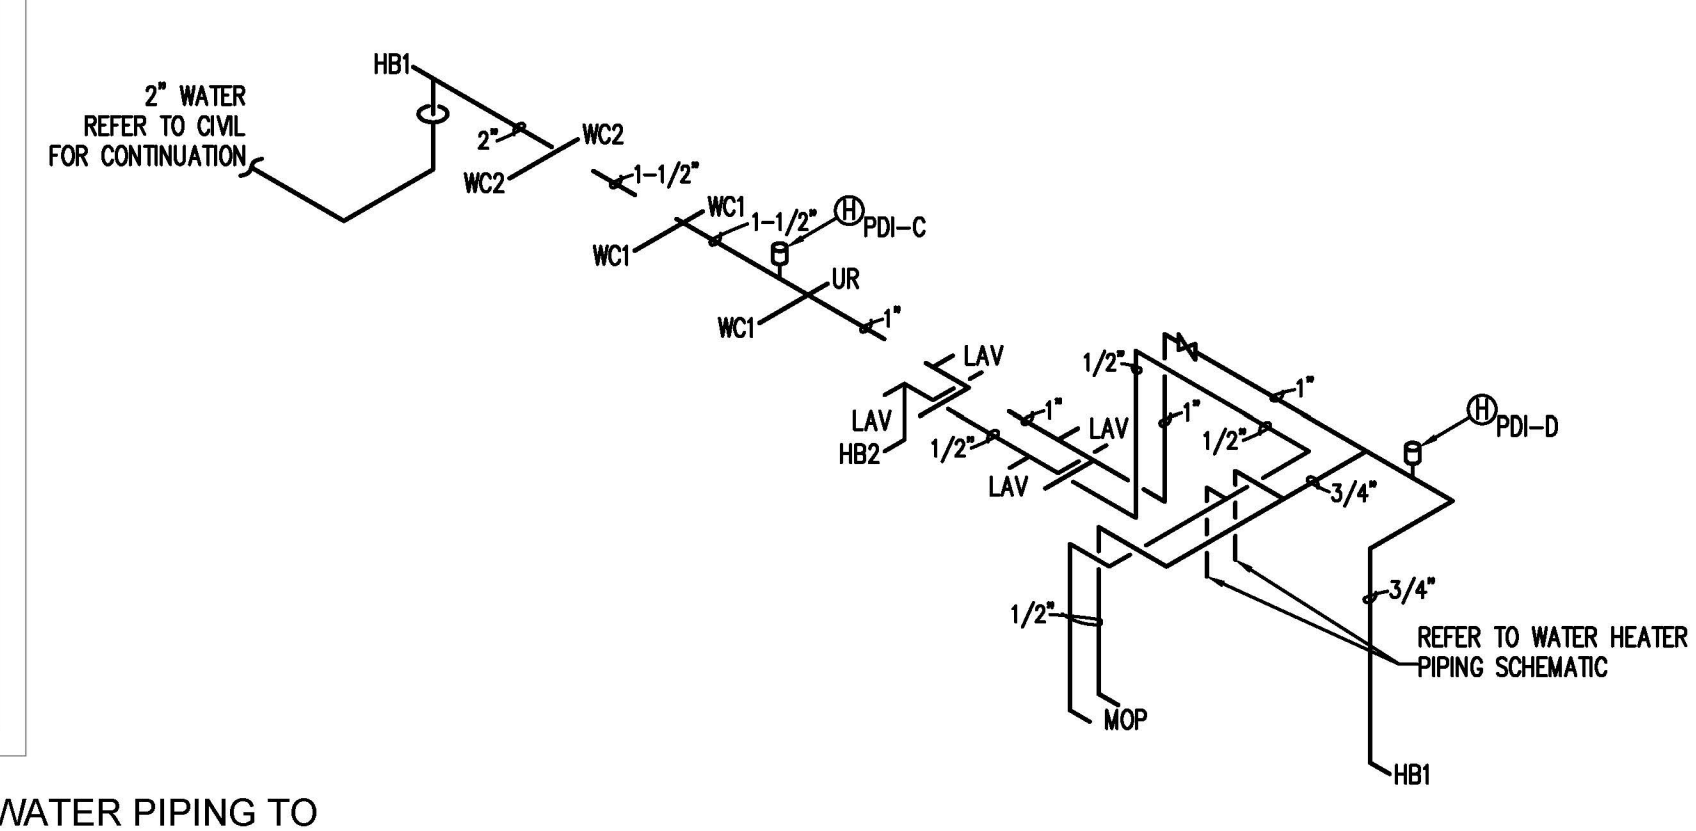 HB1
2" WATER
REFER TO CIVIL
FOR CONTINUATION
2"
WC2
WC2
1-1/2"
WC1
1-1/2"
H
PDI-C
WC1
UR
WC1
1"
LAV
LAV
HB2
1/2"
1"
LAV
LAV
1/2"
1"
1"
1/2"
H
PDI-D
3/4"
1/2"
3/4"
REFER TO WATER HEATER
PIPING SCHEMATIC
MOP
HB1
WATER PIPING TO